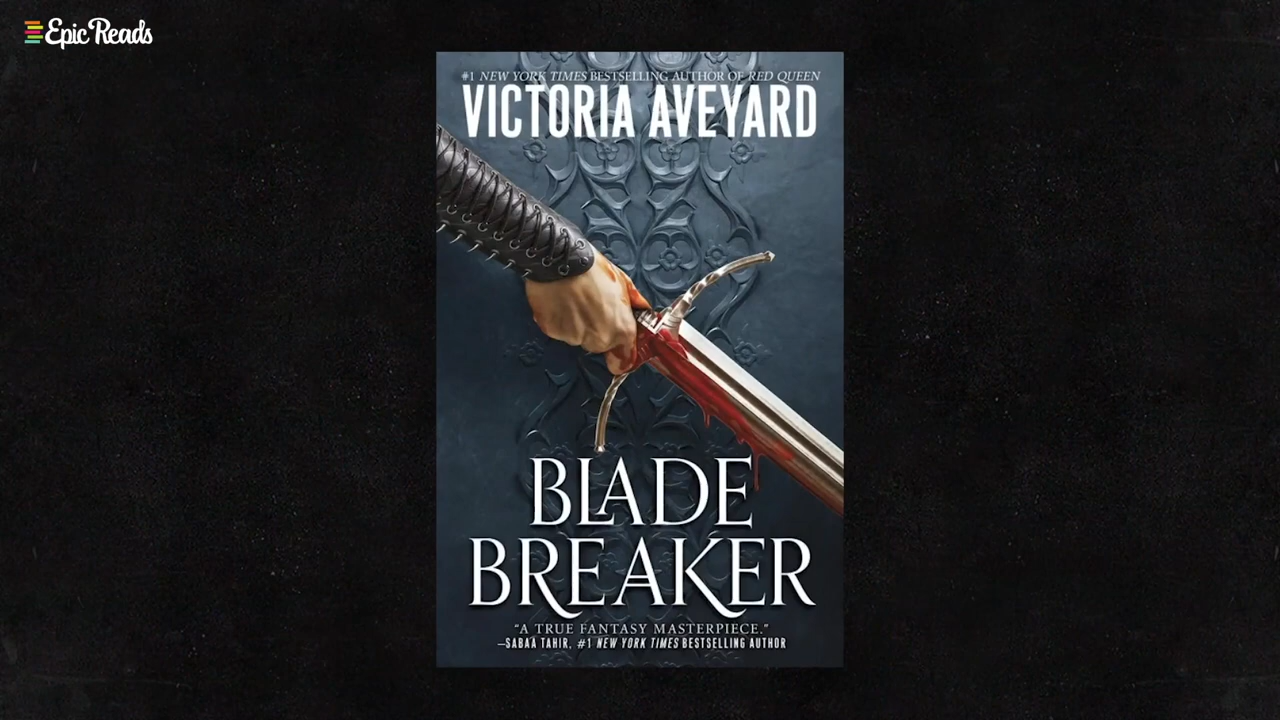 Epic Reads
#1 NEW YORK TIMES BESTSELLING AUTHOR OF RED QUEEN
VICTORIA AVEYARD
BLADE
BREAKER
"A TRUE FANTASY MASTERPIECE."
—SABAA TAHIR, #1 NEW YORK TIMES BESTSELLING AUTHOR